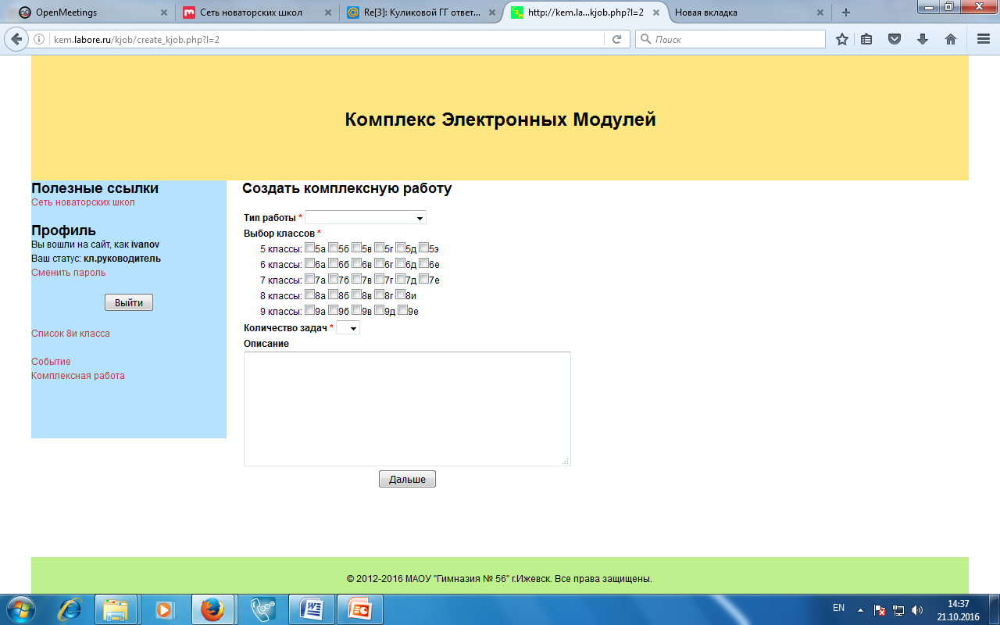 OpenMeetings
Сеть новаторских школ
Re[3]: Куликовой ГГ ответ...
http://kem.la...kjob.php?l=2
Новая вкладка
kem.labore.ru/kjob/create_kjob.php?l=2
Поиск
Комплекс Электронных Модулей
Полезные ссылки
Сеть новаторских школ
Профиль
Вы вошли на сайт, как ivanov
Ваш статус: кл.руководитель
Сменить пароль
Выйти
Список 8и класса
Событие
Комплексная работа
Создать комплексную работу
Тип работы *
Выбор классов *
5 классы: 5а 5б 5в 5г 5д 5э
6 классы: 6а 6б 6в 6г 6д 6е
7 классы: 7а 7б 7в 7г 7д 7е
8 классы: 8а 8б 8в 8г 8и
9 классы: 9а 9б 9в 9д 9е
Количество задач *
Описание
Дальше
© 2012-2016 МАОУ "Гимназия № 56" г.Ижевск. Все права защищены.
EN
14:37
21.10.2016